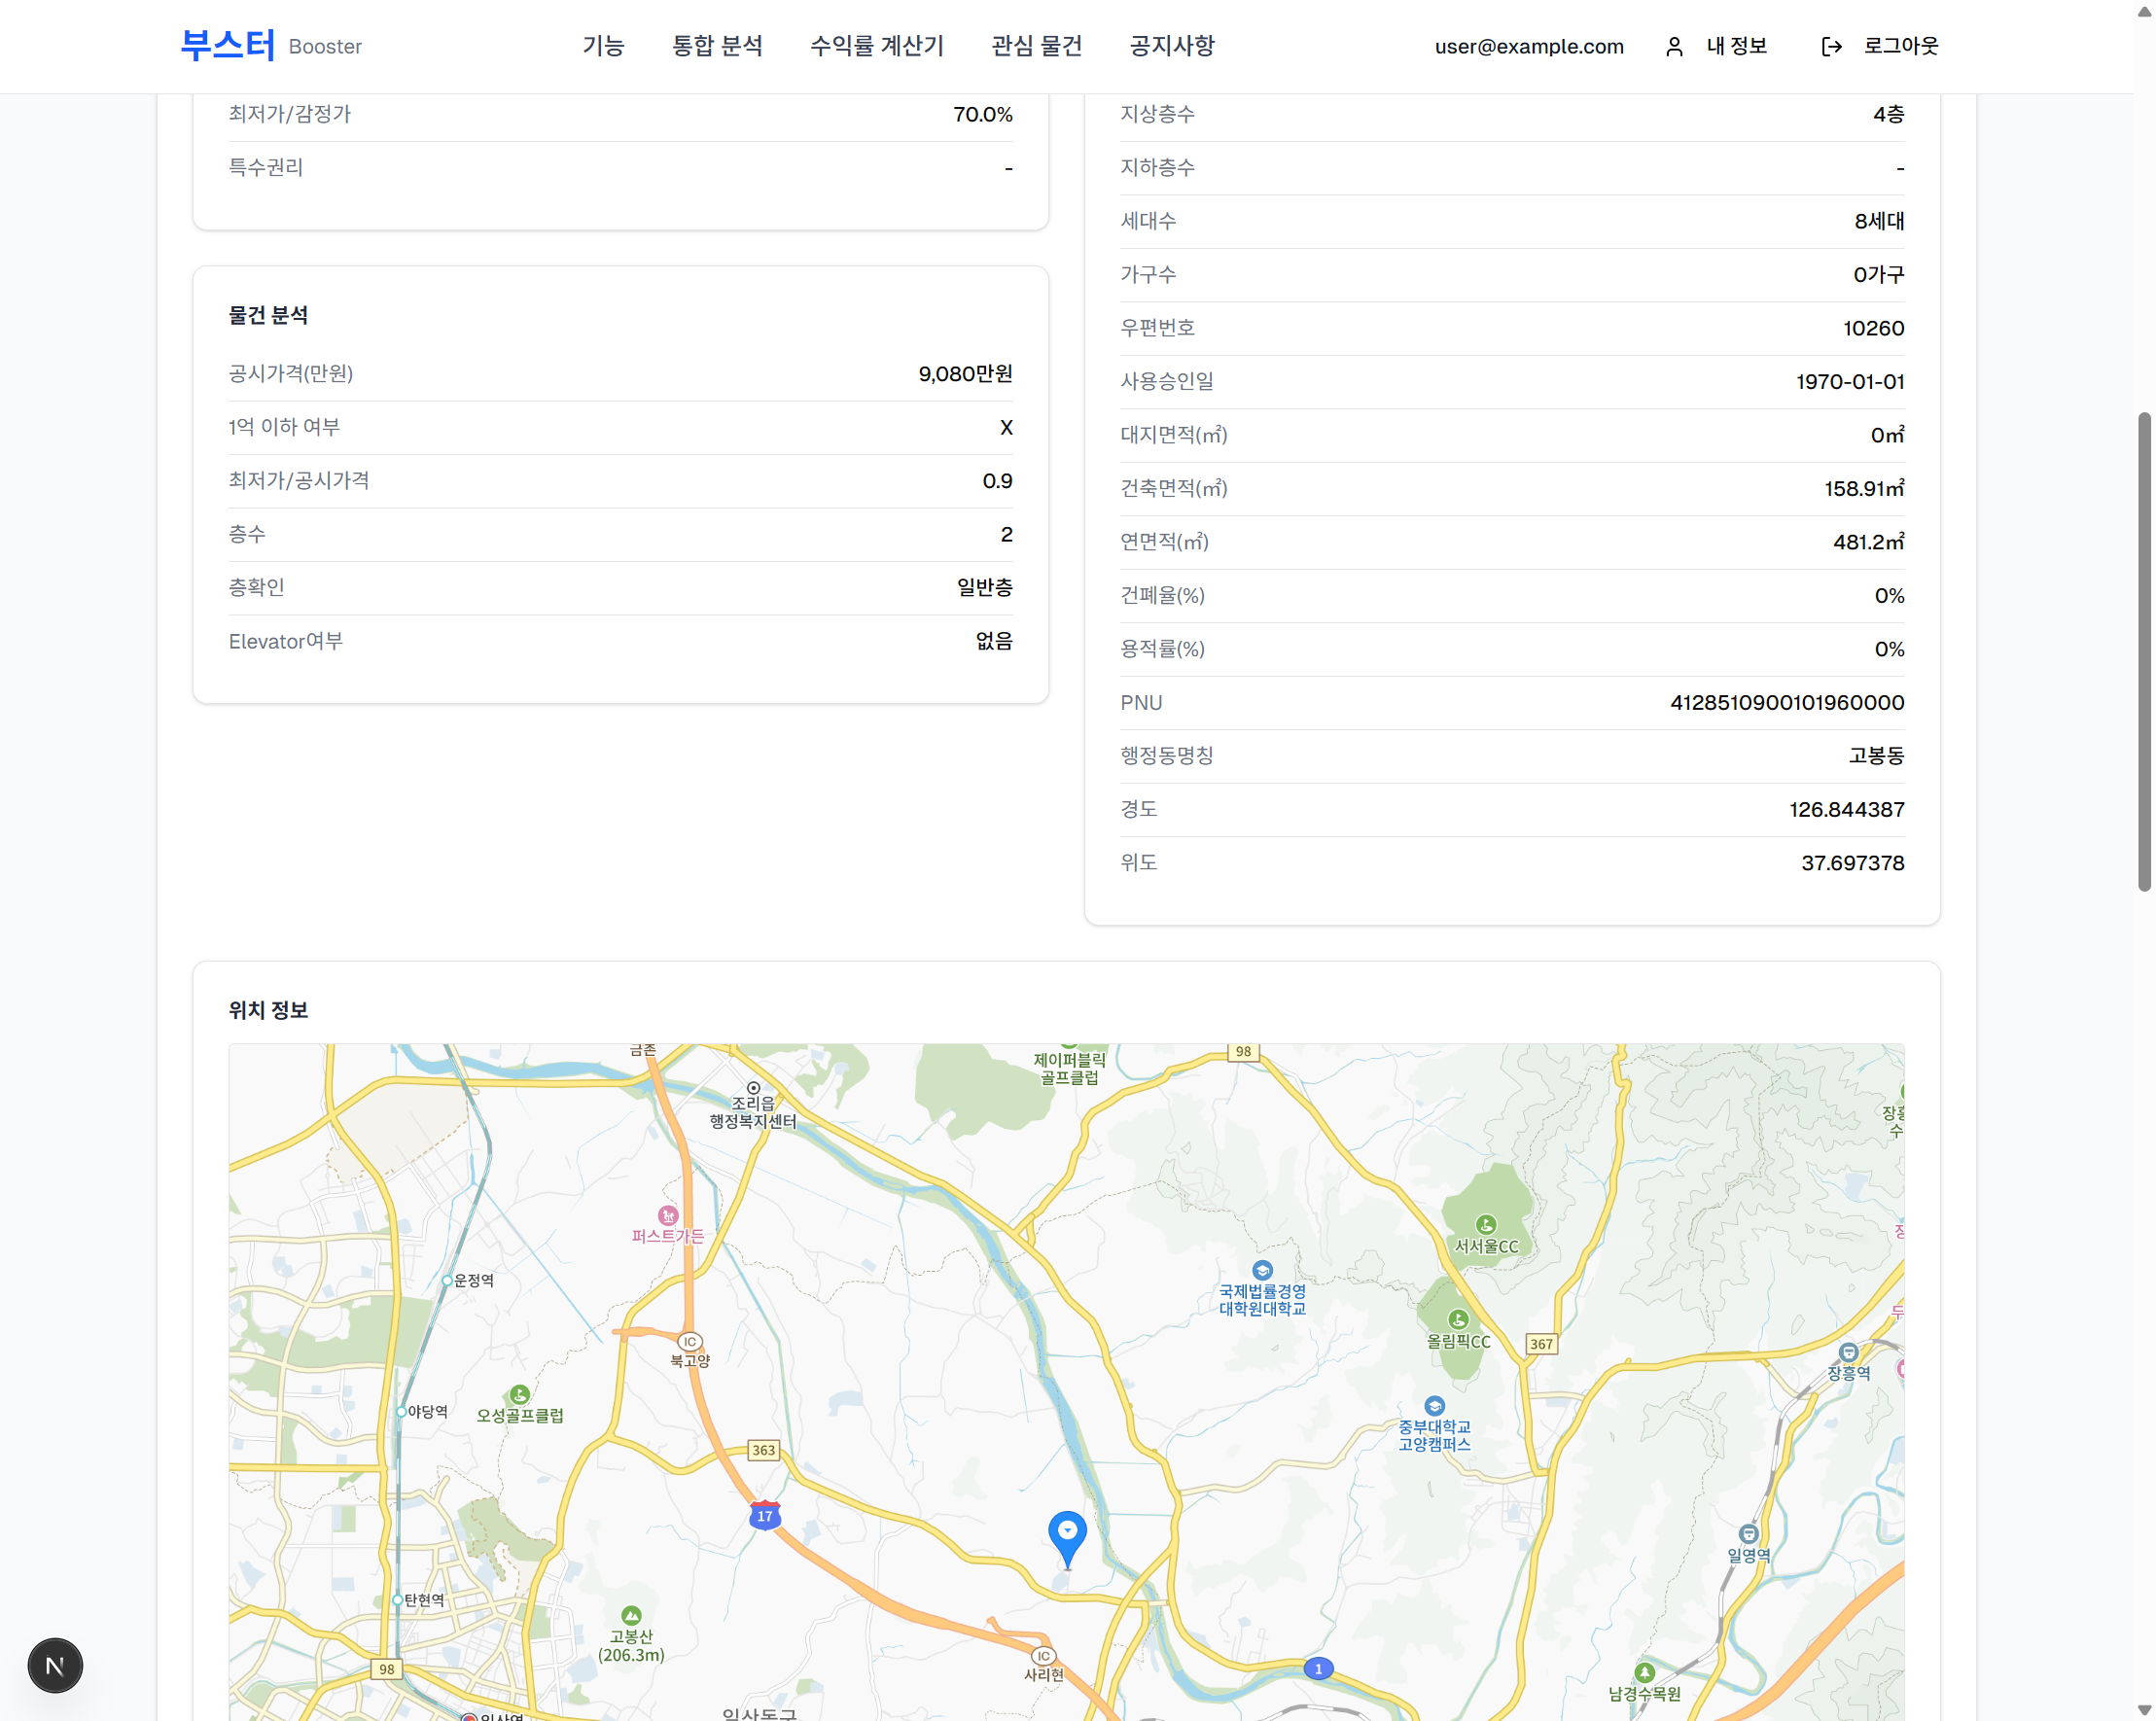 부스터 Booster
기능
통합 분석
수익률 계산기
관심 물건
공지사항
user@example.com
내 정보
로그아웃
최저가/감정가 70.0%
특수권리 -
물건 분석
공시가격(만원) 9,080만원
1억 이하 여부 X
최저가/공시가격 0.9
층수 2
층확인 일반층
Elevator여부 없음
지상층수 4층
지하층수 -
세대수 8세대
가구수 0가구
우편번호 10260
사용승인일 1970-01-01
대지면적(㎡) 0㎡
건축면적(㎡) 158.91㎡
연면적(㎡) 481.2㎡
건폐율(%) 0%
용적률(%) 0%
PNU 4128510900101960000
행정동명칭 고봉동
경도 126.844387
위도 37.697378
위치 정보
금촌
제이퍼블릭
골프클럽
98
조리읍
행정복지센터
장흥
수
퍼스트가든
서서울CC
운정역
국제법률경영
대학원대학교
올림픽CC
367
IC
북고양
장흥역
야당역
오성골프클럽
중부대학교
고양캠퍼스
363
17
일영역
탄현역
고봉산
(206.3m)
IC
사리현
98
1
남경수목원
N
일산역
일산동구